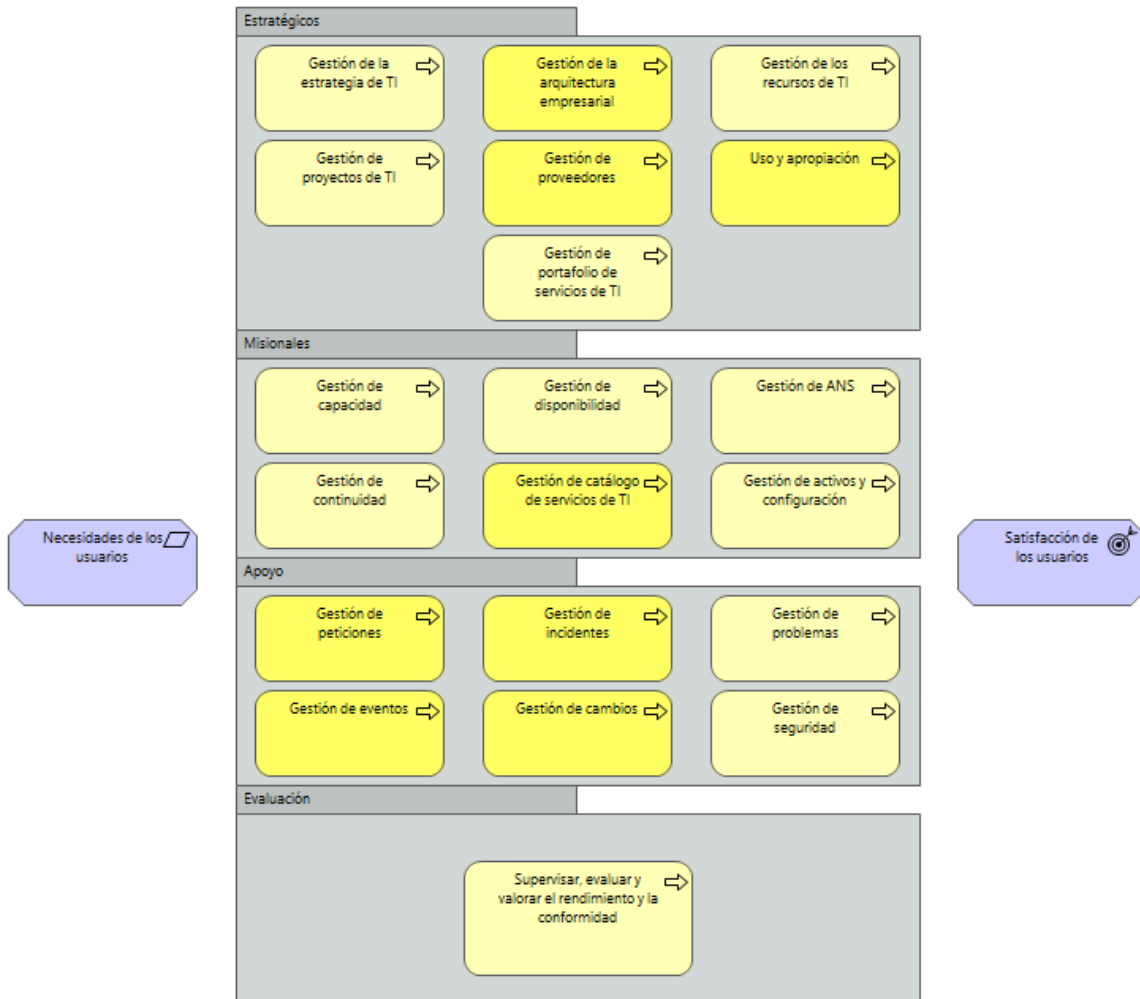 Estratégicos
Gestión de la
estrategia de TI
Gestión de la
arquitectura
empresarial
Gestión de los
recursos de TI
Gestión de
proyectos de TI
Gestión de
proveedores
Uso y apropiación
Gestión de
portafolio de
servicios de TI
Misionales
Gestión de
capacidad
Gestión de
disponibilidad
Gestión de ANS
Gestión de
continuidad
Gestión de catálogo
de servicios de TI
Gestión de activos y
configuración
Necesidades de los
usuarios
Satisfacción de
los usuarios
Apoyo
Gestión de
peticiones
Gestión de
incidentes
Gestión de
problemas
Gestión de eventos
Gestión de cambios
Gestión de
seguridad
Evaluación
Supervisar, evaluar y
valorar el rendimiento y la
conformidad